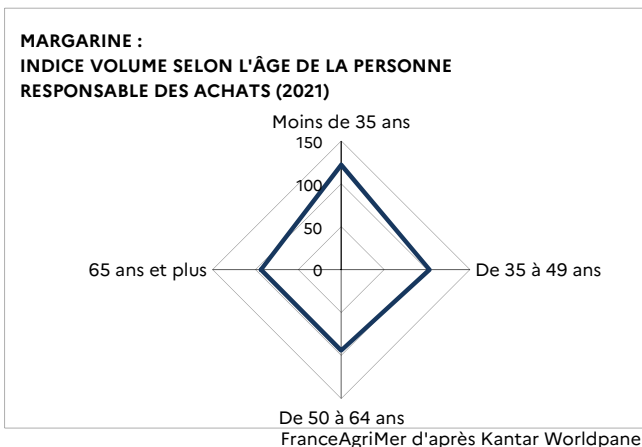 MARGARINE :
INDICE VOLUME SELON L'ÂGE DE LA PERSONNE
RESPONSABLE DES ACHATS (2021)
Moins de 35 ans
150
100
50
0
65 ans et plus
De 35 à 49 ans
De 50 à 64 ans
FranceAgriMer d'après Kantar Worldpane